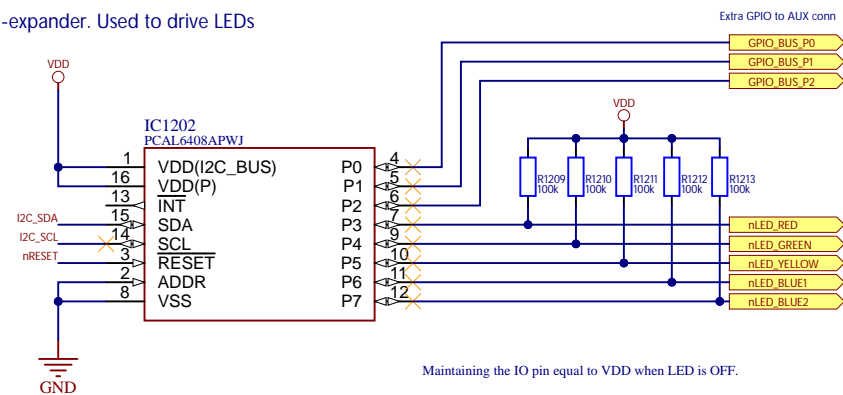 -expander. Used to drive LEDs
Extra GPIO to AUX conn
GPIO_BUS_P0
GPIO_BUS_P1
GPIO_BUS_P2
VDD
VDD
IC1202
PCAL6408APWJ
1 VDD(I2C_BUS) P0 4
16 VDD(P) P1 5
13 INT P2 6
I2C_SDA 15 SDA P3 7 nLED_RED
I2C_SCL 14 SCL P4 9 nLED_GREEN
nRESET 3 RESET P5 10 nLED_YELLOW
2 ADDR P6 11 nLED_BLUE1
8 VSS P7 12 nLED_BLUE2
R1209 R1210 R1211 R1212 R1213
100k 100k 100k 100k 100k
GND
Maintaining the IO pin equal to VDD when LED is OFF.